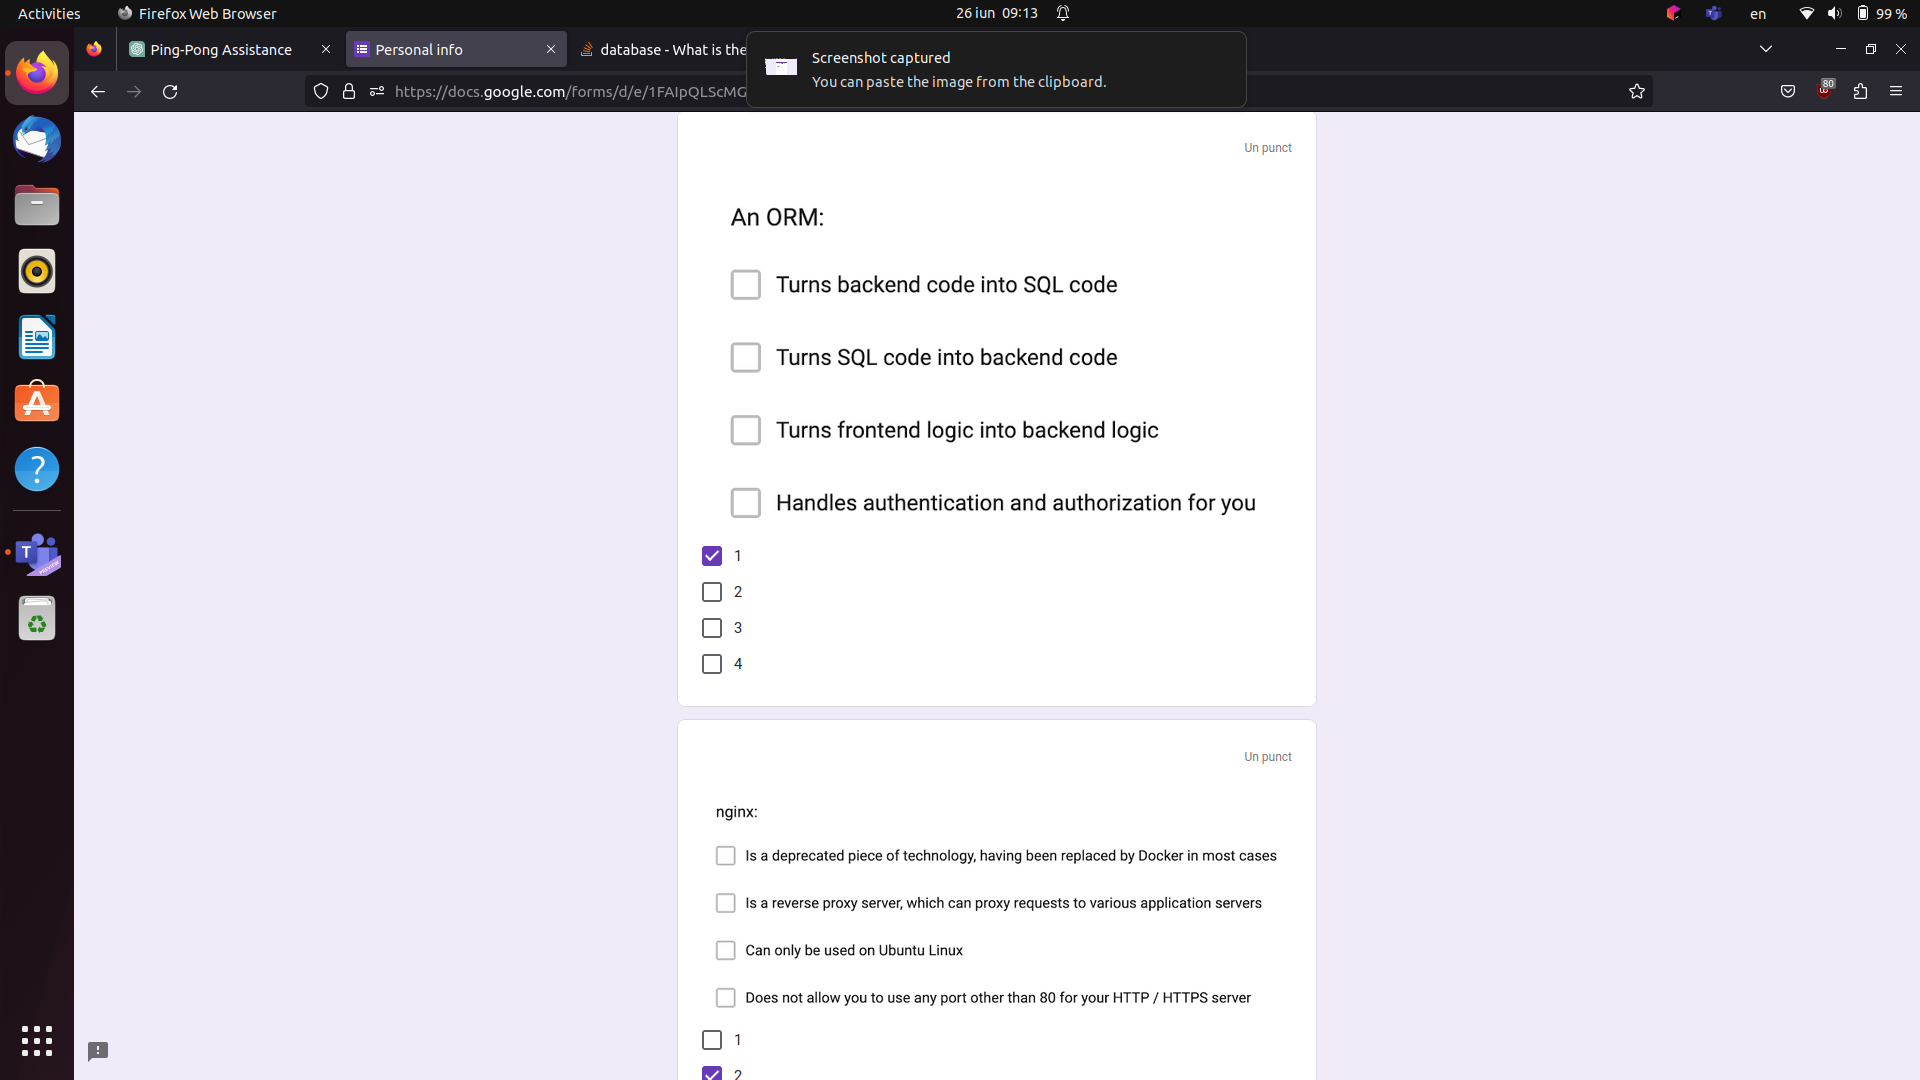 Activities
Firefox Web Browser
26 iun 09:13
en
99 %
Ping-Pong Assistance
Personal info
database - What is the
Screenshot captured
You can paste the image from the clipboard.
https://docs.google.com/forms/d/e/1FAIpQLScMG
80
Un punct
An ORM:
Turns backend code into SQL code
Turns SQL code into backend code
Turns frontend logic into backend logic
Handles authentication and authorization for you
1
2
3
4
Un punct
nginx:
Is a deprecated piece of technology, having been replaced by Docker in most cases
Is a reverse proxy server, which can proxy requests to various application servers
Can only be used on Ubuntu Linux
Does not allow you to use any port other than 80 for your HTTP / HTTPS server
1
2